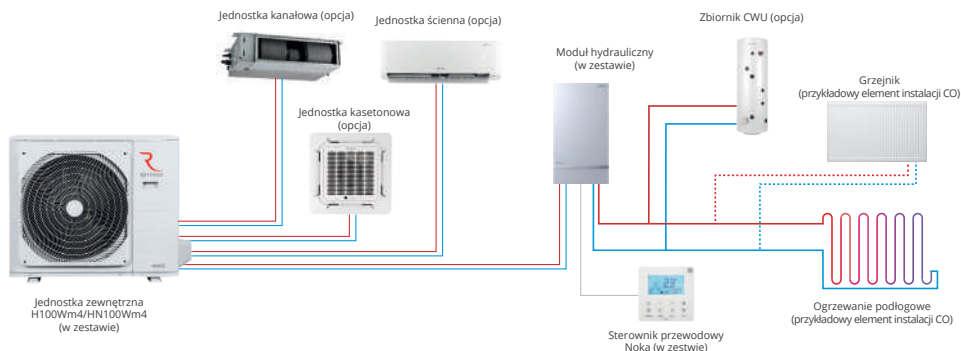 Jednostka kanałowa (opcja)
Jednostka ścienna (opcja)
Zbiornik CWU (opcja)
Moduł hydrauliczny
(w zestawie)
Grzejnik
(przykładowy element instalacji CO)
Jednostka kasetonowa
(opcja)
Jednostka zewnętrzna
H100Wm4/HN100Wm4
(w zestawie)
Sterownik przewodowy
Noka (w zestwie)
Ogrzewanie podłogowe
(przykładowy element instalacji CO)